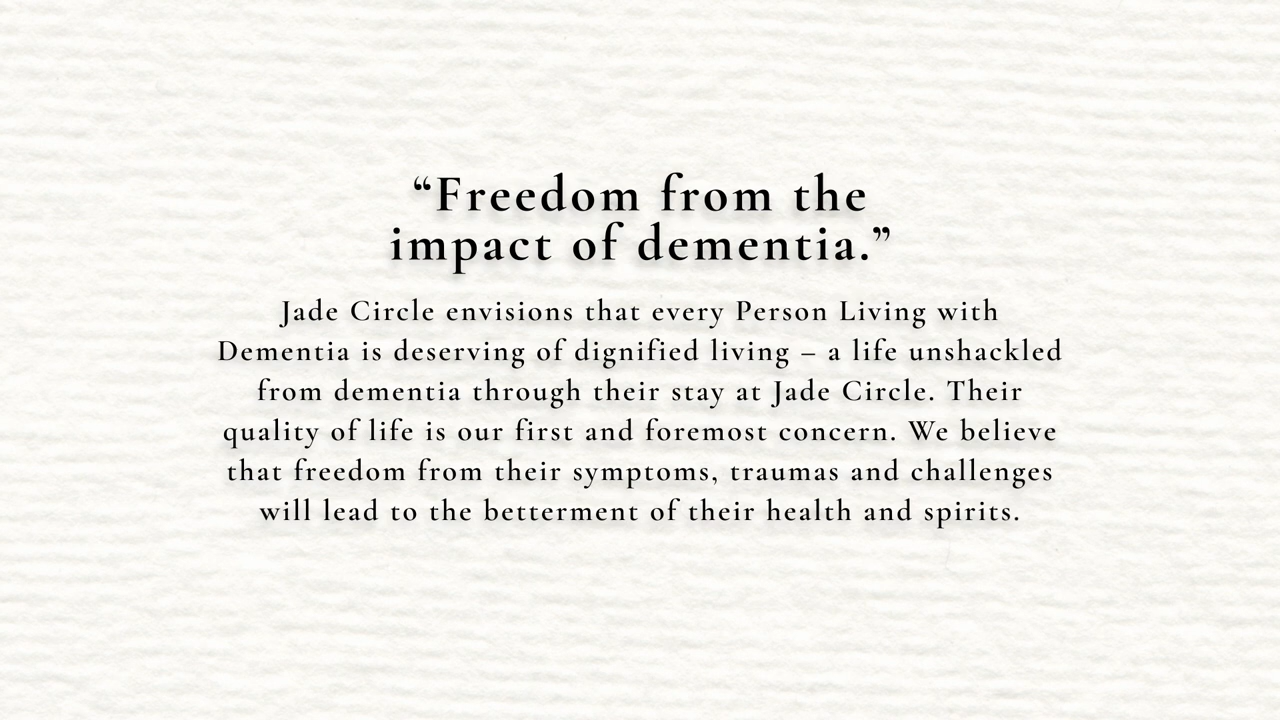 “Freedom from the
impact of dementia.”
Jade Circle envisions that every Person Living with
Dementia is deserving of dignified living – a life unshackled
from dementia through their stay at Jade Circle. Their
quality of life is our first and foremost concern. We believe
that freedom from their symptoms, traumas and challenges
will lead to the betterment of their health and spirits.